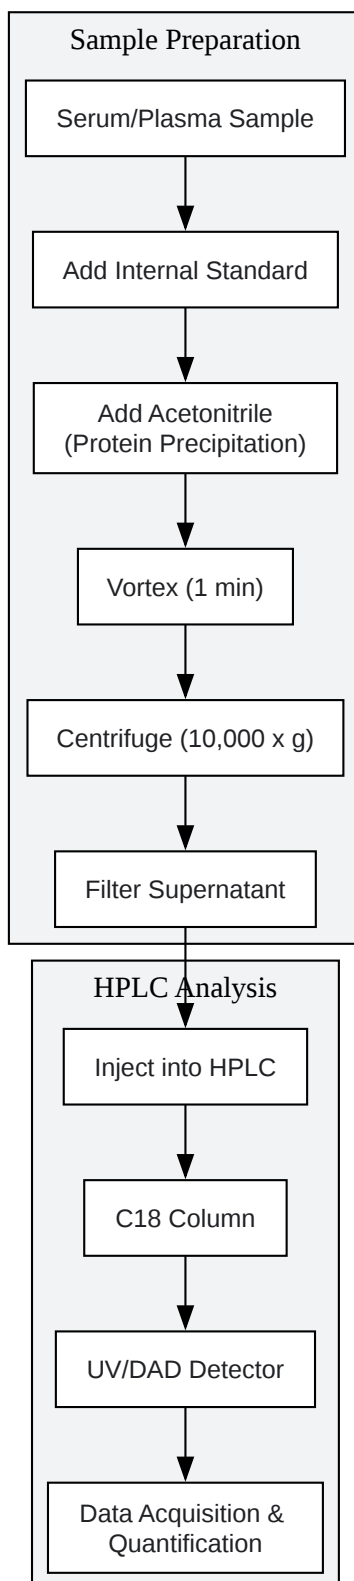 Sample Preparation
Serum/Plasma Sample
Add Internal Standard
Add Acetonitrile
(Protein Precipitation)
Vortex (1 min)
Centrifuge (10,000 x g)
Filter Supernatant
HPLC Analysis
Inject into HPLC
C18 Column
UV/DAD Detector
Data Acquisition &
Quantification